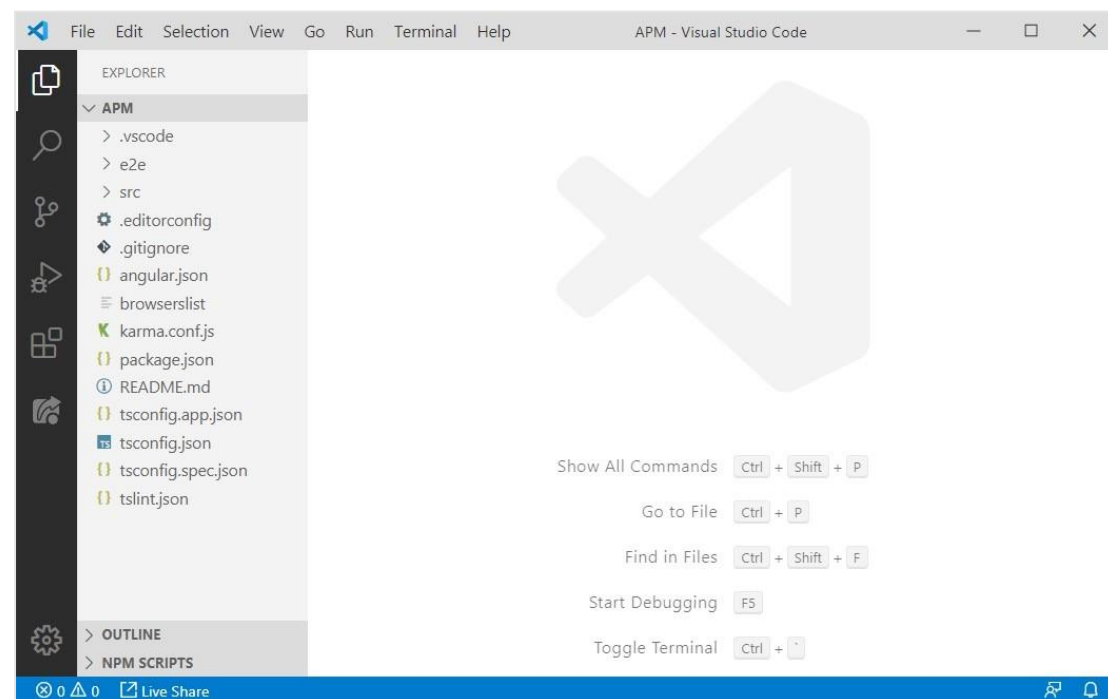 File Edit Selection View Go Run Terminal Help APM - Visual Studio Code
EXPLORER
APM
.vscode
e2e
src
.editorconfig
.gitignore
angular.json
browserslist
karma.conf.js
package.json
README.md
tsconfig.app.json
TS tsconfig.json
tsconfig.spec.json
tslint.json
Show All Commands Ctrl + Shift + P
Go to File Ctrl + P
Find in Files Ctrl + Shift + F
Start Debugging F5
Toggle Terminal Ctrl + `
OUTLINE
NPM SCRIPTS
0 0 Live Share